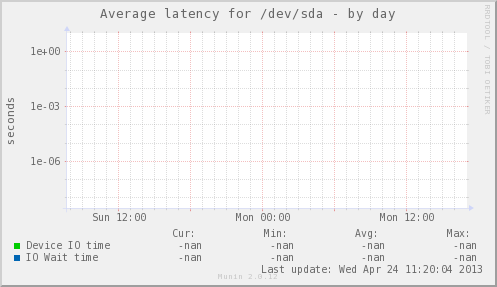 Average latency for /dev/sda - by day
RRDTOOL / TOBI OETIKER
seconds
1e+00
1e-03
1e-06
Sun 12:00 Mon 00:00 Mon 12:00
Cur: Min: Avg: Max:
Device IO time -nan -nan -nan -nan
IO Wait time -nan -nan -nan -nan
Last update: Wed Apr 24 11:20:04 2013
Munin 2.0.12